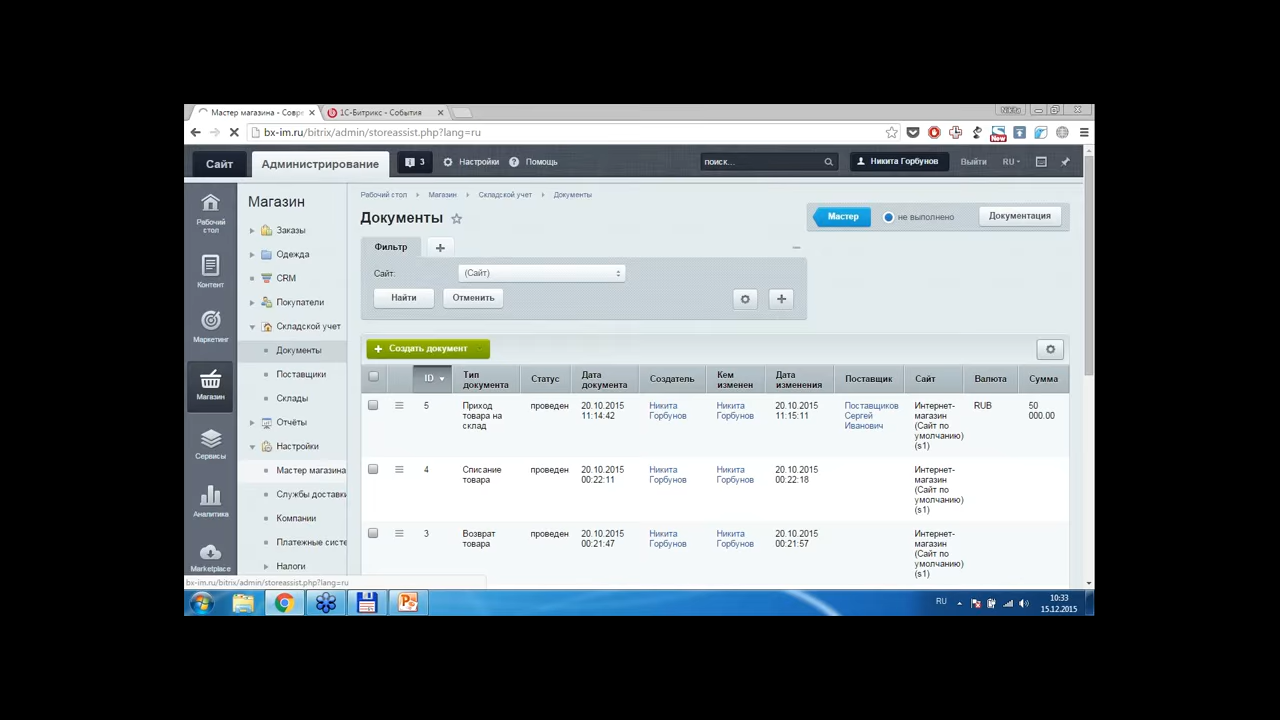 Мастер магазина - Совре
1С-Битрикс - События
bx-im.ru/bitrix/admin/storeassist.php?lang=ru
New
Сайт
Администрирование
3
Настройки
Помощь
поиск...
Никита Горбунов
Выйти
RU
Рабочий стол
Контент
Маркетинг
Магазин
Сервисы
Аналитика
Marketplace
Магазин
Заказы
Одежда
CRM
Покупатели
Складской учет
Документы
Поставщики
Склады
Отчёты
Настройки
Мастер магазина
Службы доставки
Компании
Платежные систе
Налоги
Рабочий стол Магазин Складской учет Документы
Документы
Мастер
не выполнено
Документация
Фильтр
Сайт:
(Сайт)
Найти
Отменить
Создать документ
ID Тип документа Статус Дата документа Создатель Кем изменен Дата изменения Поставщик Сайт Валюта Сумма
5 Приход товара на склад проведен 20.10.2015 11:14:42 Никита Горбунов Никита Горбунов 20.10.2015 11:15:11 Поставщиков Сергей Иванович Интернет-магазин (Сайт по умолчанию) (s1) RUB 50 000.00
4 Списание товара проведен 20.10.2015 00:22:11 Никита Горбунов Никита Горбунов 20.10.2015 00:22:18 Интернет-магазин (Сайт по умолчанию) (s1)
3 Возврат товара проведен 20.10.2015 00:21:47 Никита Горбунов Никита Горбунов 20.10.2015 00:21:57 Интернет-магазин (Сайт по умолчанию) (s1)
bx-im.ru/bitrix/admin/storeassist.php?lang=ru
RU
10:33
15.12.2015